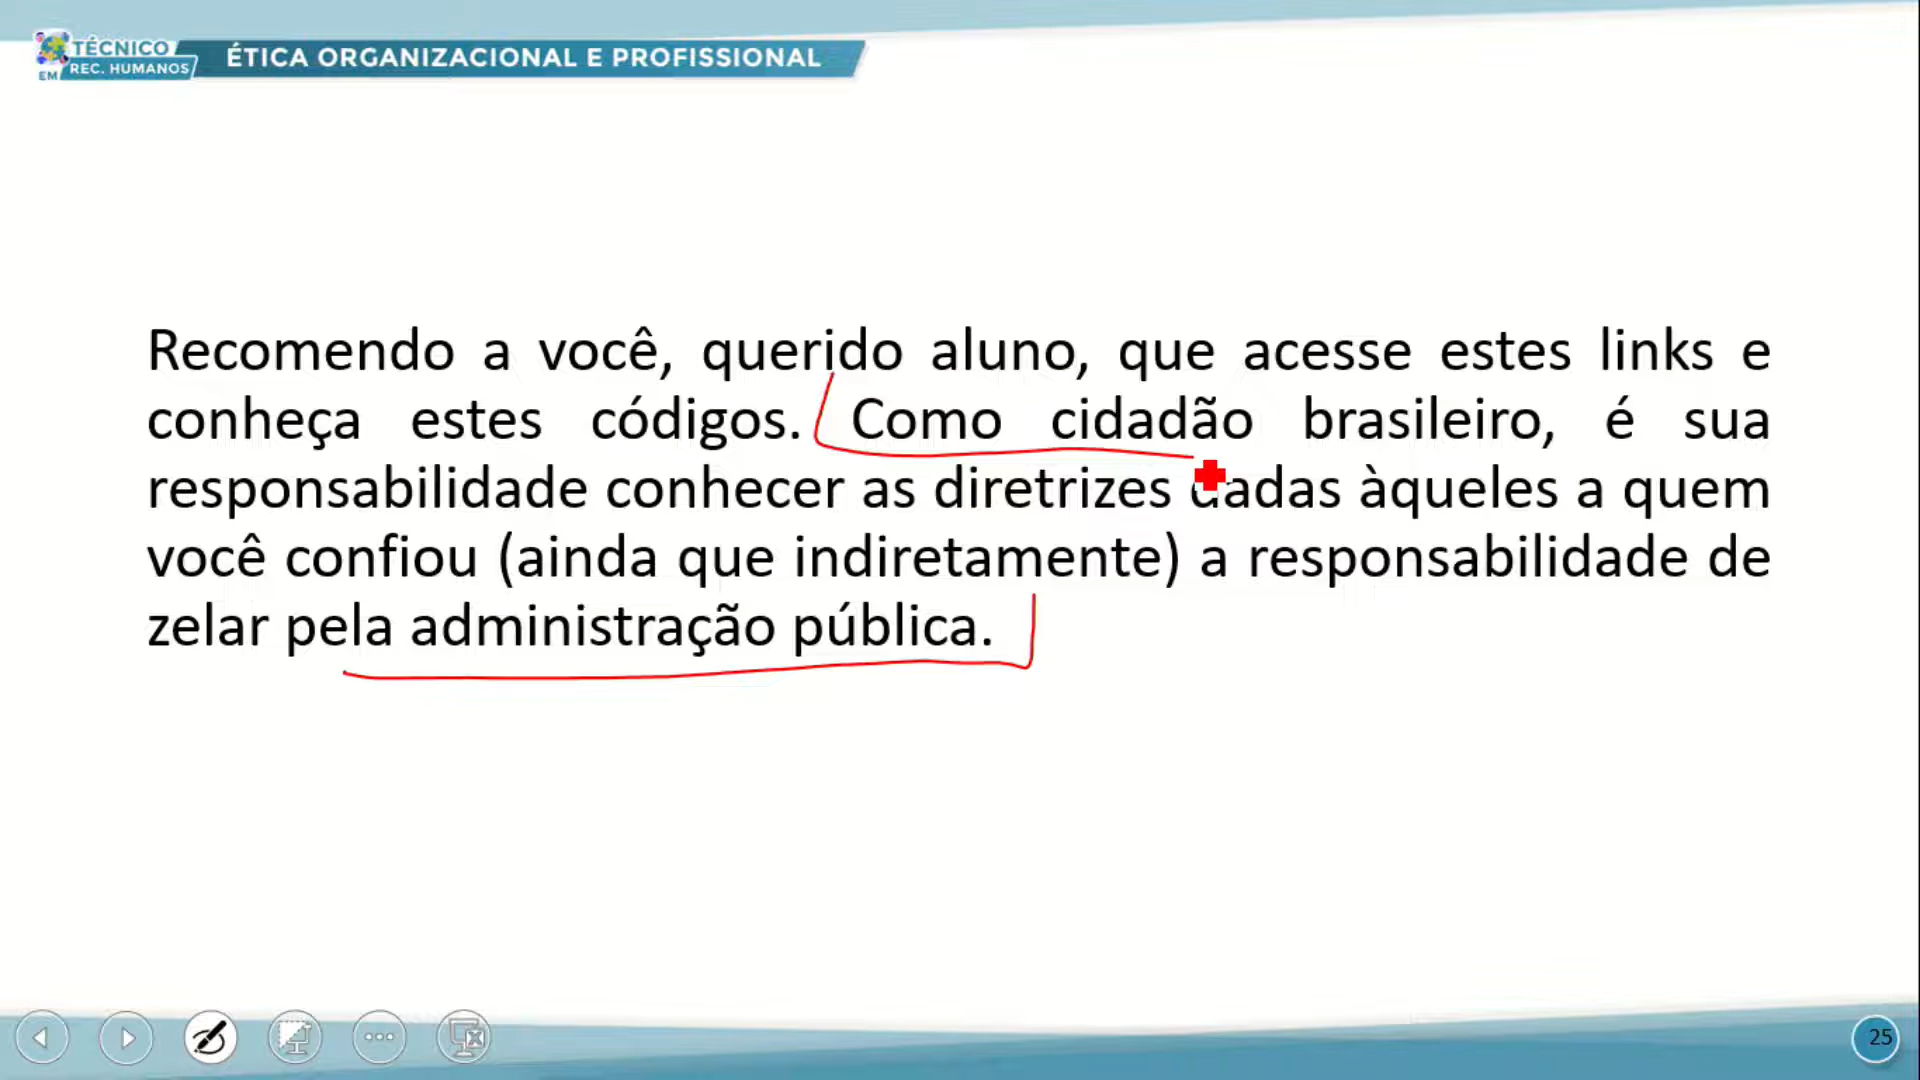 TÉCNICO
EM REC. HUMANOS
ÉTICA ORGANIZACIONAL E PROFISSIONAL
Recomendo a você, querido aluno, que acesse estes links e
conheça estes códigos. Como cidadão brasileiro, é sua
responsabilidade conhecer as diretrizes dadas àqueles a quem
você confiou (ainda que indiretamente) a responsabilidade de
zelar pela administração pública.
25